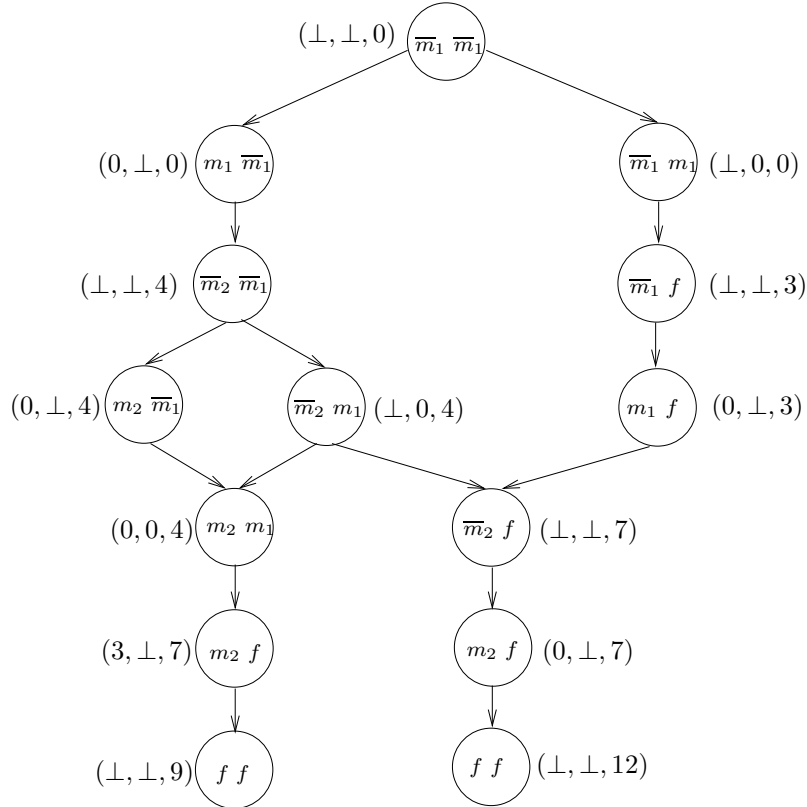 (⊥, ⊥, 0) m̅₁ m̅₁
(0, ⊥, 0) m₁ m̅₁ m̅₁ m₁ (⊥, 0, 0)
(⊥, ⊥, 4) m̅₂ m̅₁ m̅₁ f (⊥, ⊥, 3)
(0, ⊥, 4) m₂ m̅₁ m̅₂ m₁ (⊥, 0, 4) m₁ f (0, ⊥, 3)
(0, 0, 4) m₂ m₁ m̅₂ f (⊥, ⊥, 7)
(3, ⊥, 7) m₂ f m₂ f (0, ⊥, 7)
(⊥, ⊥, 9) f f f f (⊥, ⊥, 12)